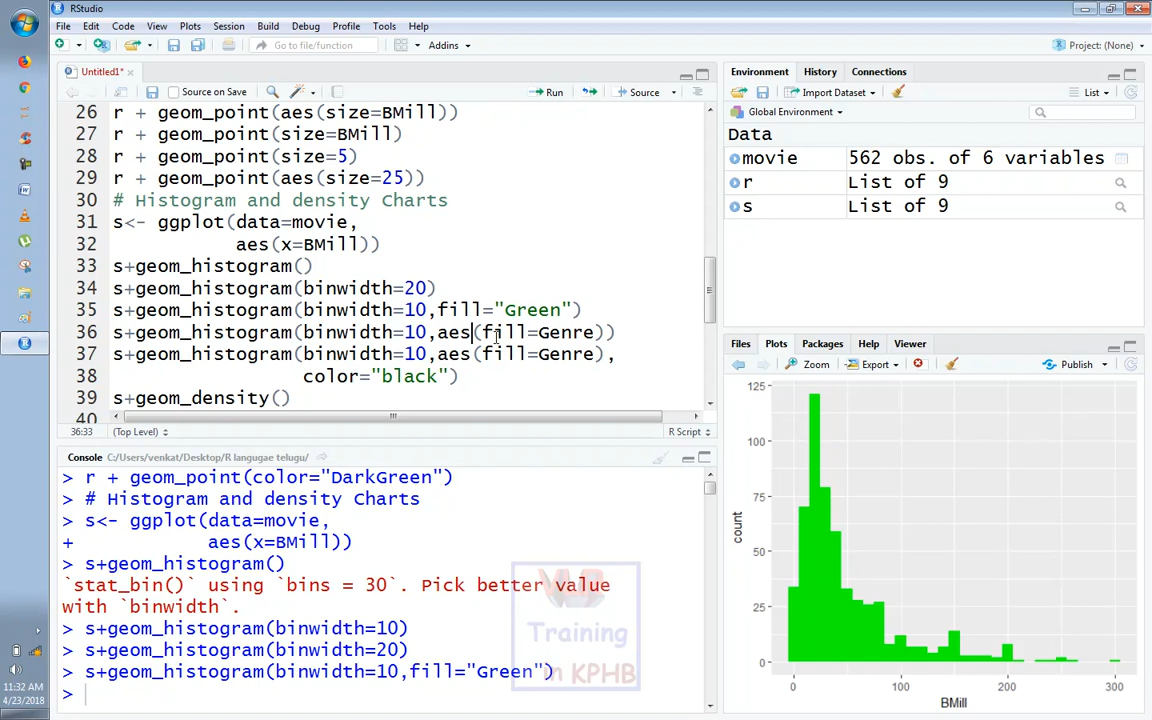 RStudio
File Edit Code View Plots Session Build Debug Profile Tools Help
Go to file/function Addins Project: (None)
Untitled1*
Source on Save Run Source
26 r + geom_point(aes(size=BMill))
27 r + geom_point(size=BMill)
28 r + geom_point(size=5)
29 r + geom_point(aes(size=25))
30 # Histogram and density Charts
31 s<- ggplot(data=movie,
32 aes(x=BMill))
33 s+geom_histogram()
34 s+geom_histogram(binwidth=20)
35 s+geom_histogram(binwidth=10,fill="Green")
36 s+geom_histogram(binwidth=10,aes(fill=Genre))
37 s+geom_histogram(binwidth=10,aes(fill=Genre),
38 color="black")
39 s+geom_density()
40
36:33 (Top Level) R Script
Console C:/Users/venkat/Desktop/R langugae telugu/
> r + geom_point(color="DarkGreen")
> # Histogram and density Charts
> s<- ggplot(data=movie,
+ aes(x=BMill))
> s+geom_histogram()
`stat_bin()` using `bins = 30`. Pick better value
with `binwidth`.
> s+geom_histogram(binwidth=10)
> s+geom_histogram(binwidth=20)
> s+geom_histogram(binwidth=10,fill="Green")
>
Training
in KPHB
Environment History Connections
Import Dataset List
Global Environment
Data
movie 562 obs. of 6 variables
r List of 9
s List of 9
Files Plots Packages Help Viewer
Zoom Export Publish
125
100
75
50
25
0
count
0 100 200 300
BMill
11:32 AM
4/23/2018